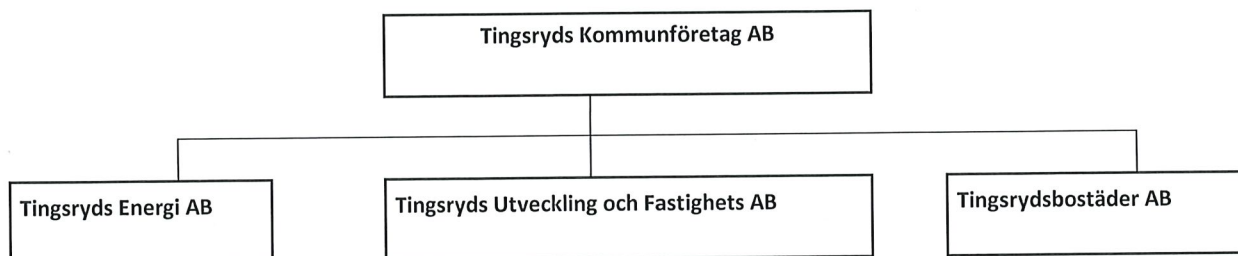 Tingsryds Kommunföretag AB
Tingsryds Energi AB
Tingsryds Utveckling och Fastighets AB
Tingsrydsbostäder AB